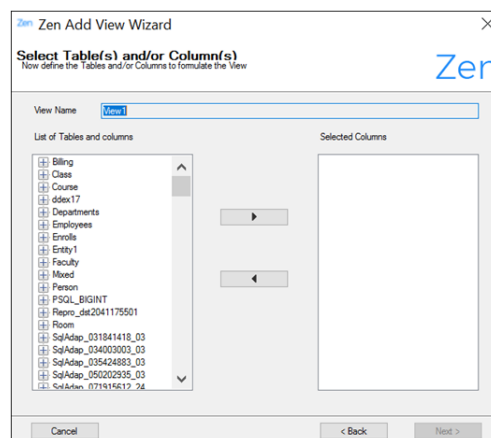 Zen Zen Add View Wizard
Select Table(s) and/or Column(s)
Now define the Tables and/or Columns to formulate the View
Zen
View Name View1
List of Tables and columns
Selected Columns
Billing
Class
Course
ddex17
Departments
Employees
Enrolls
Entity1
Faculty
Mixed
Person
PSQL_BIGINT
Repro_dst2041175501
Room
SqlAdap_031841418_03
SqlAdap_034003003_03
SqlAdap_035424883_03
SqlAdap_050202935_03
SqlAdap_071915612_24
Cancel
< Back
Next >